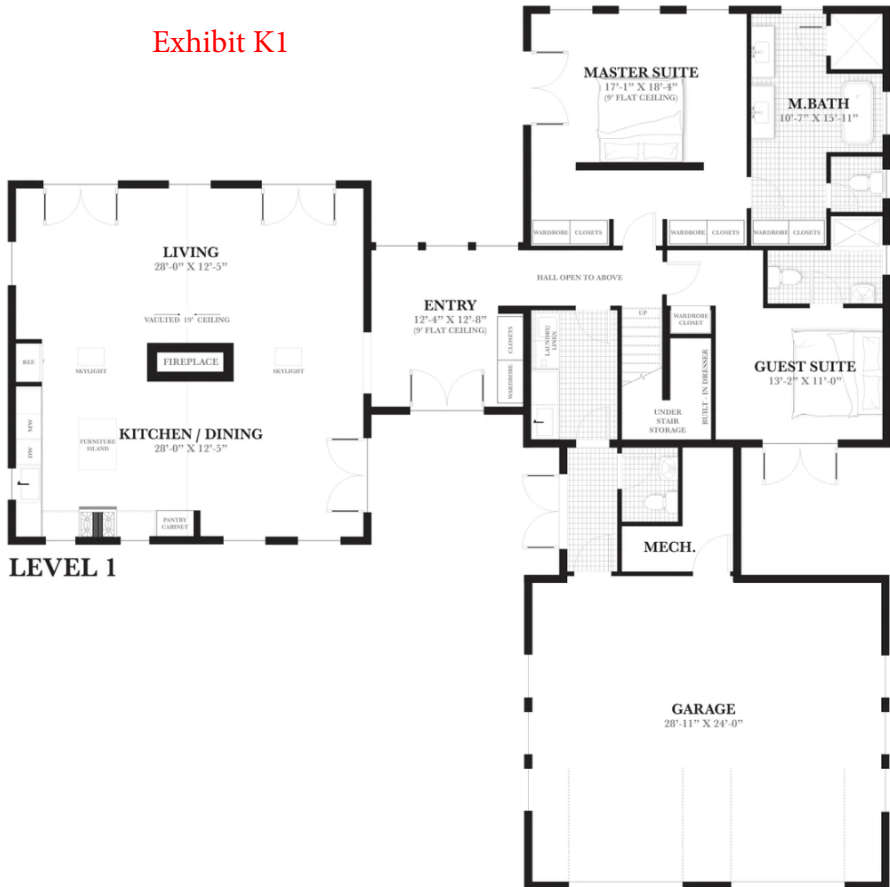 Exhibit K1
MASTER SUITE
17'-1" X 18'-4"
(9' FLAT CEILING)
M.BATH
10'-7" X 15'-11"
WARDROBE CLOSETS
WARDROBE CLOSETS
WARDROBE CLOSETS
LIVING
28'-0" X 12'-5"
VAULTED 19' CEILING
HALL OPEN TO ABOVE
ENTRY
12'-4" X 12'-8"
(9' FLAT CEILING)
CLOSETS
WARDROBE
LAUNDRY/
LINEN
UP
WARDROBE
CLOSET
REF.
SKYLIGHT
FIREPLACE
SKYLIGHT
GUEST SUITE
13'-2" X 11'-0"
BUILT - IN DRESSER
UNDER
STAIR
STORAGE
MW
DW
FURNITURE
ISLAND
KITCHEN / DINING
28'-0" X 12'-5"
PANTRY
CABINET
MECH.
LEVEL 1
GARAGE
28'-11" X 24'-0"